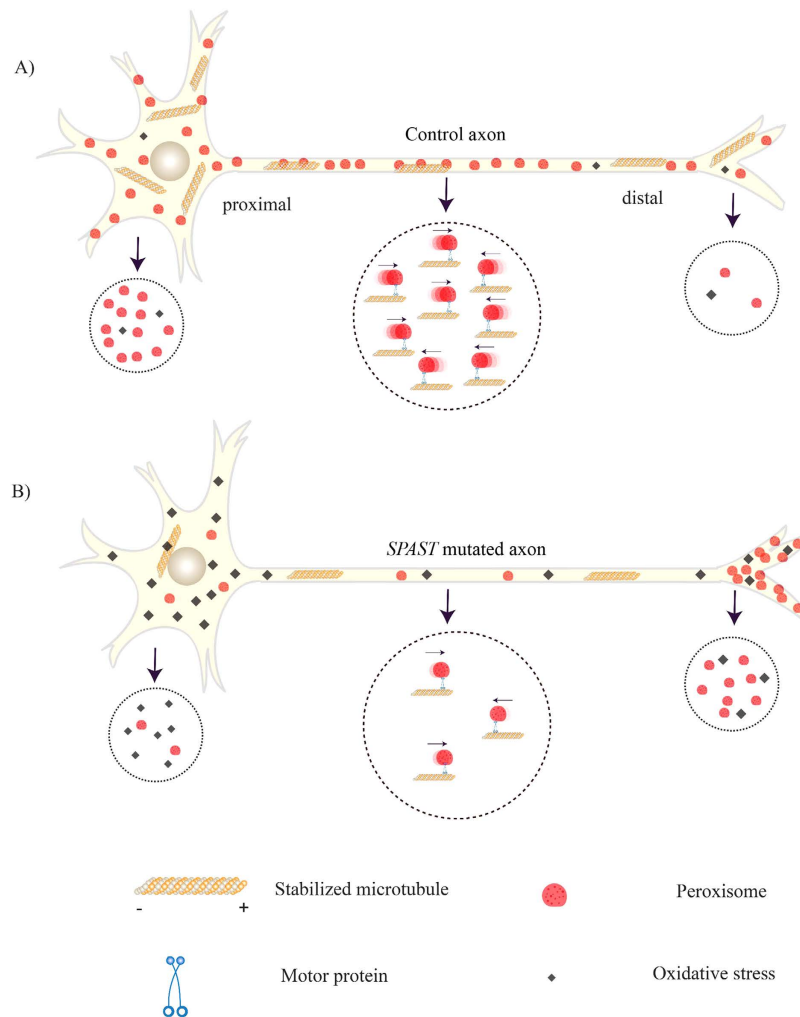 A)
Control axon
proximal
distal
B)
SPAST mutated axon
Stabilized microtubule
- +
Peroxisome
Motor protein
Oxidative stress